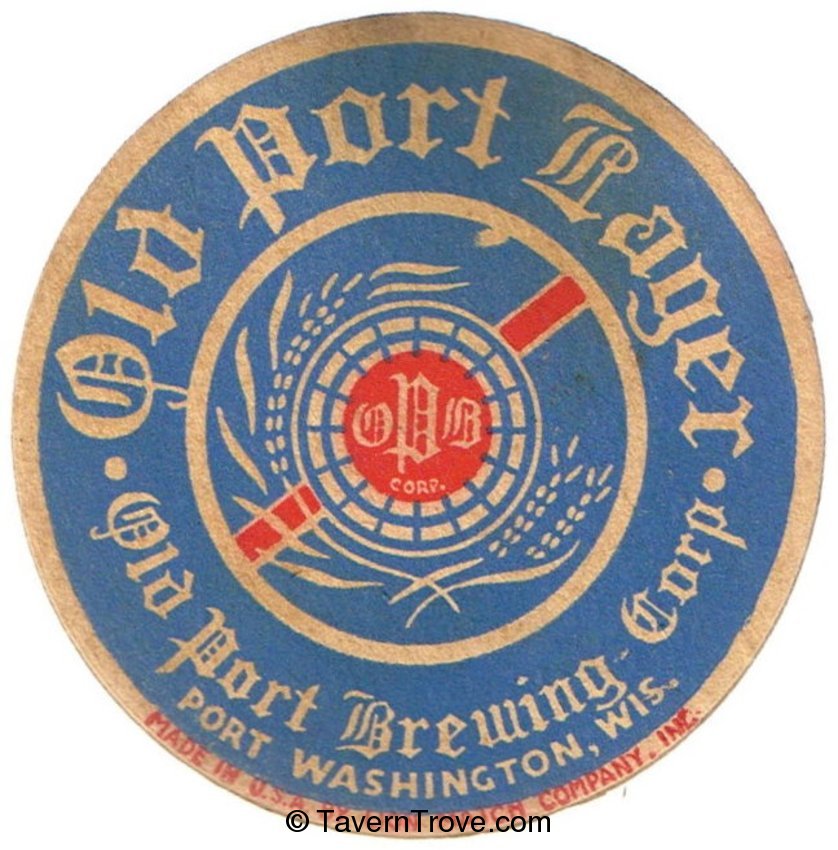 Old Port Lager
OPB
CORP.
Old Port Brewing Corp
PORT WASHINGTON, WIS.
MADE IN U.S.A. COMPANY, INC.
© TavernTrove.com